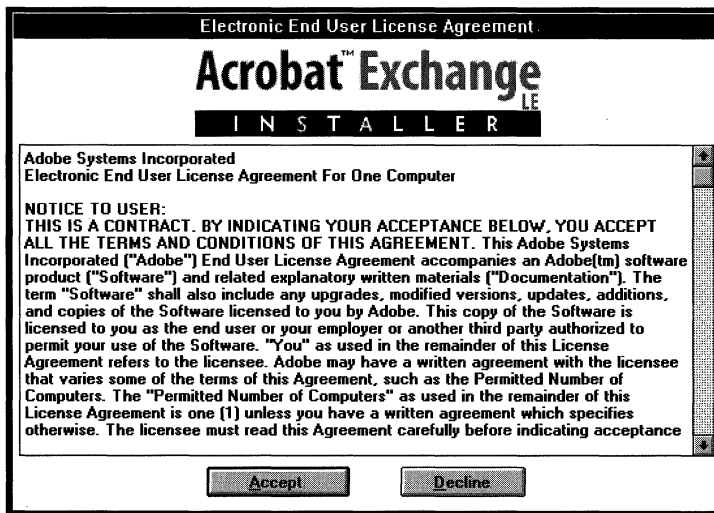 Electronic End User License Agreement
Acrobat™ Exchange
LE
INSTALLER
Adobe Systems Incorporated
Electronic End User License Agreement For One Computer
NOTICE TO USER:
THIS IS A CONTRACT. BY INDICATING YOUR ACCEPTANCE BELOW, YOU ACCEPT
ALL THE TERMS AND CONDITIONS OF THIS AGREEMENT. This Adobe Systems
Incorporated ("Adobe") End User License Agreement accompanies an Adobe(tm) software
product ("Software") and related explanatory written materials ("Documentation"). The
term "Software" shall also include any upgrades, modified versions, updates, additions,
and copies of the Software licensed to you by Adobe. This copy of the Software is
licensed to you as the end user or your employer or another third party authorized to
permit your use of the Software. "You" as used in the remainder of this License
Agreement refers to the licensee. Adobe may have a written agreement with the licensee
that varies some of the terms of this Agreement, such as the Permitted Number of
Computers. The "Permitted Number of Computers" as used in the remainder of this
License Agreement is one (1) unless you have a written agreement which specifies
otherwise. The licensee must read this Agreement carefully before indicating acceptance
Accept
Decline